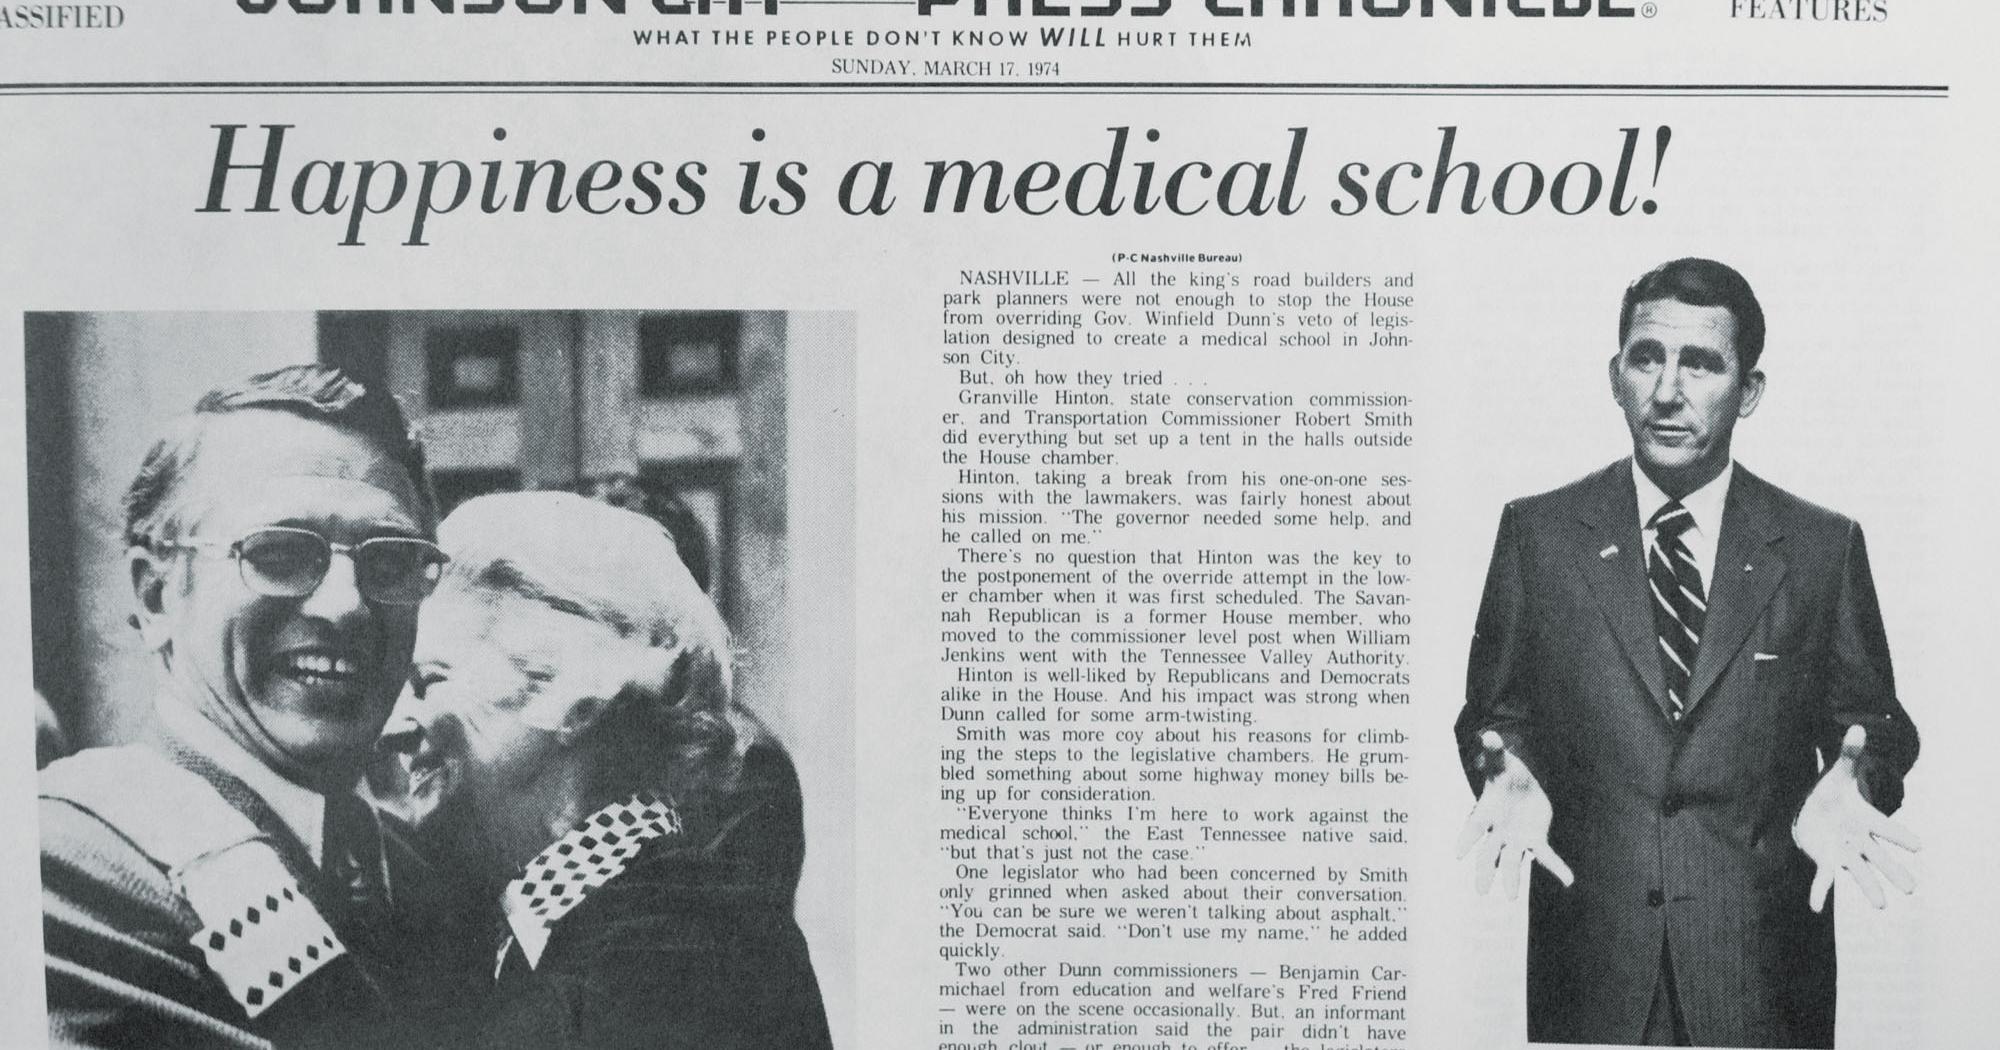 ASSIFIED
JOHNSON CITY PRESS CHRONICLE®
FEATURES
WHAT THE PEOPLE DON'T KNOW WILL HURT THEM
SUNDAY, MARCH 17, 1974
Happiness is a medical school!
(P-C Nashville Bureau)
NASHVILLE — All the king's road builders and
park planners were not enough to stop the House
from overriding Gov. Winfield Dunn's veto of legis-
lation designed to create a medical school in John-
son City.
But, oh how they tried . . .
Granville Hinton, state conservation commission-
er, and Transportation Commissioner Robert Smith
did everything but set up a tent in the halls outside
the House chamber.
Hinton, taking a break from his one-on-one ses-
sions with the lawmakers, was fairly honest about
his mission. "The governor needed some help, and
he called on me."
There's no question that Hinton was the key to
the postponement of the override attempt in the low-
er chamber when it was first scheduled. The Savan-
nah Republican is a former House member, who
moved to the commissioner level post when William
Jenkins went with the Tennessee Valley Authority.
Hinton is well-liked by Republicans and Democrats
alike in the House. And his impact was strong when
Dunn called for some arm-twisting.
Smith was more coy about his reasons for climb-
ing the steps to the legislative chambers. He grum-
bled something about some highway money bills be-
ing up for consideration.
"Everyone thinks I'm here to work against the
medical school," the East Tennessee native said,
"but that's just not the case."
One legislator who had been concerned by Smith
only grinned when asked about their conversation.
"You can be sure we weren't talking about asphalt,"
the Democrat said. "Don't use my name," he added
quickly.
Two other Dunn commissioners — Benjamin Car-
michael from education and welfare's Fred Friend
— were on the scene occasionally. But, an informant
in the administration said the pair didn't have
enough clout — or enough to offer — the legislators